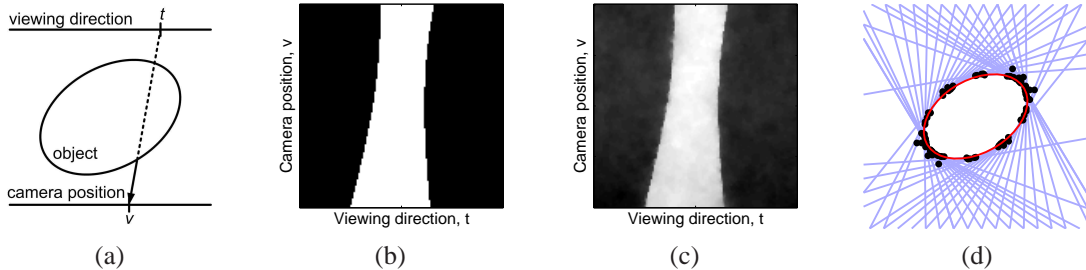 viewing direction
t
object
camera position
v
Camera position, v
Viewing direction, t
Camera position, v
Viewing direction, t
(a)
(b)
(c)
(d)